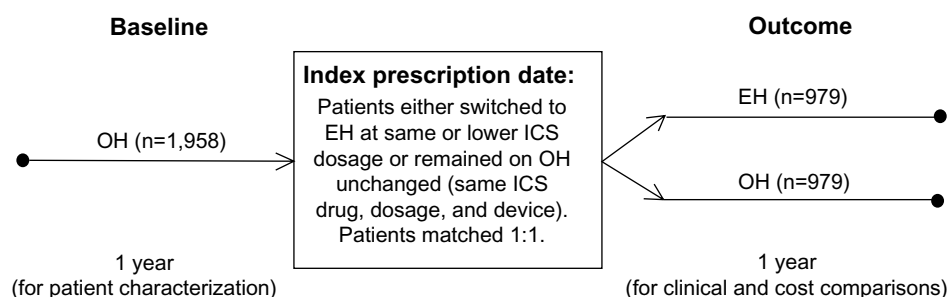 Baseline
OH (n=1,958)
1 year
(for patient characterization)
Index prescription date:
Patients either switched to
EH at same or lower ICS
dosage or remained on OH
unchanged (same ICS
drug, dosage, and device).
Patients matched 1:1.
Outcome
EH (n=979)
OH (n=979)
1 year
(for clinical and cost comparisons)